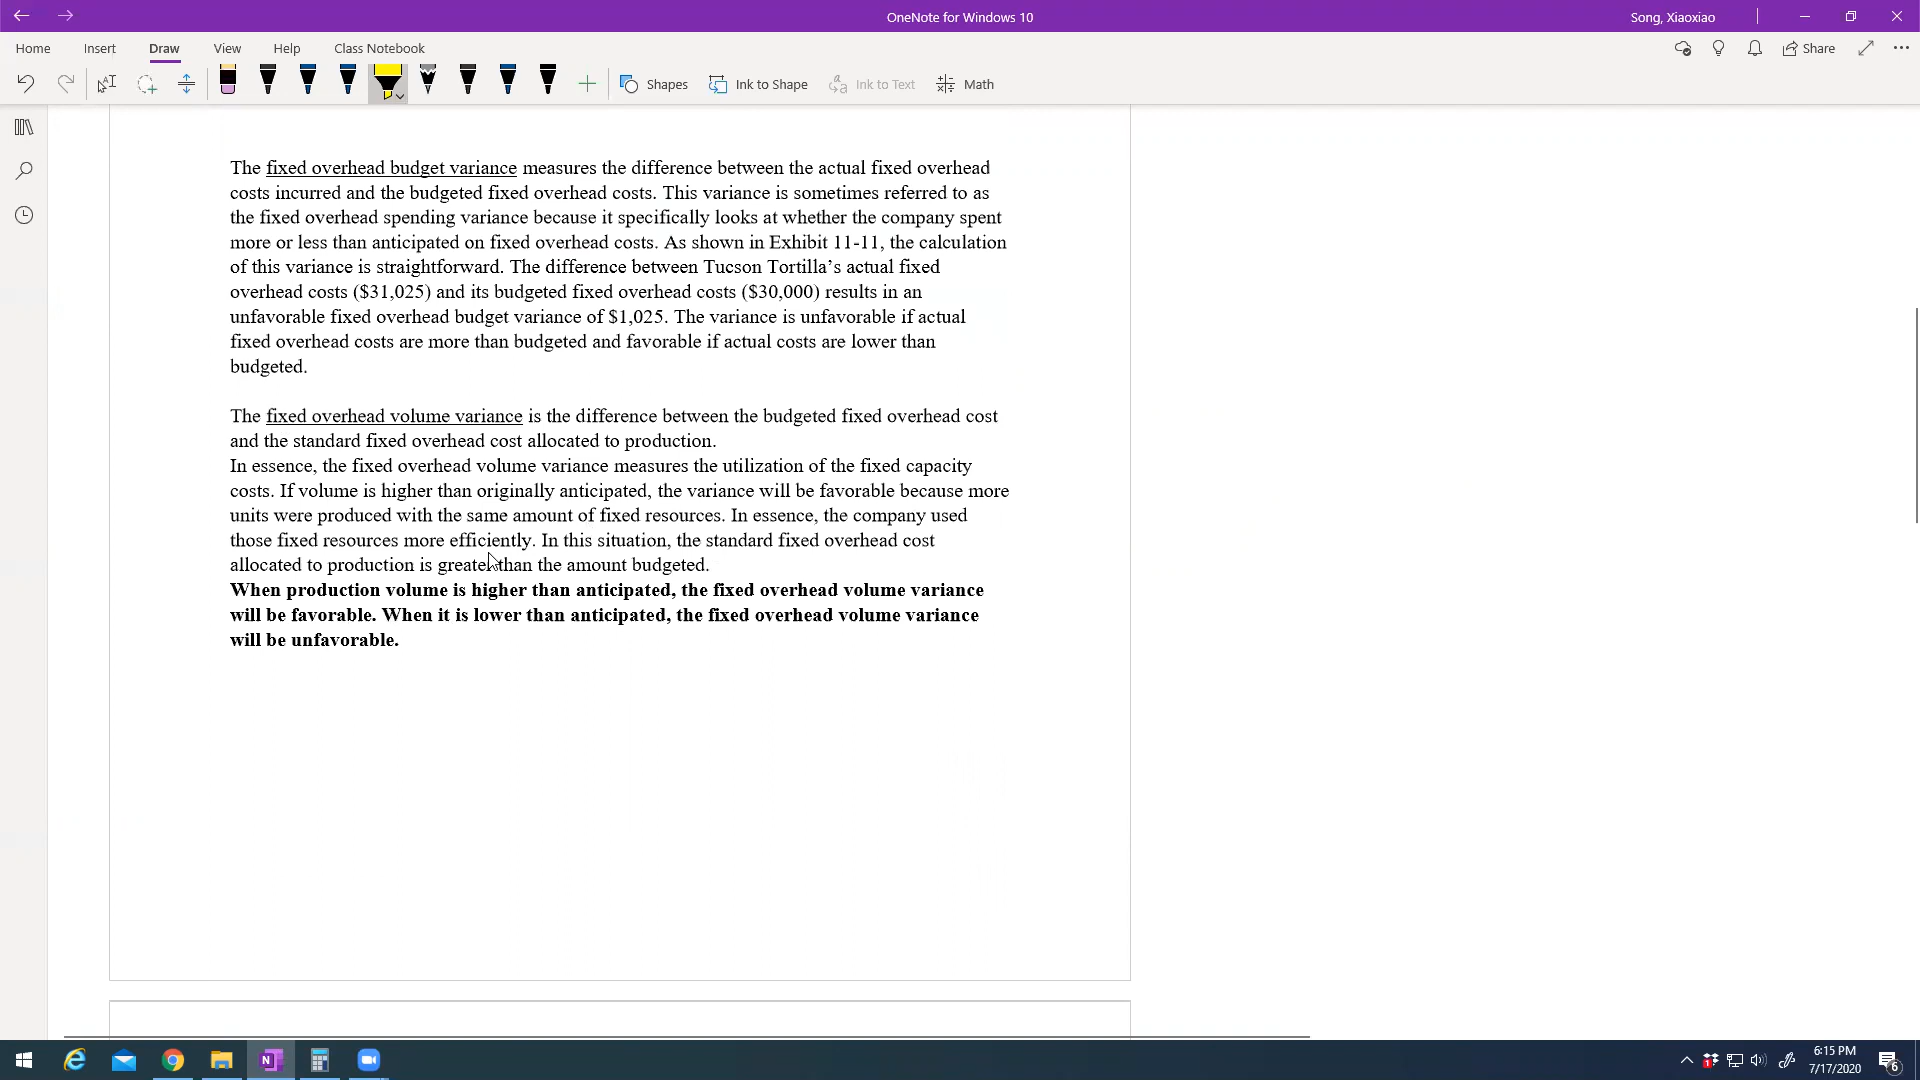 OneNote for Windows 10
Song, Xiaoxiao
Home Insert Draw View Help Class Notebook
Share
Shapes Ink to Shape Ink to Text Math
The fixed overhead budget variance measures the difference between the actual fixed overhead
costs incurred and the budgeted fixed overhead costs. This variance is sometimes referred to as
the fixed overhead spending variance because it specifically looks at whether the company spent
more or less than anticipated on fixed overhead costs. As shown in Exhibit 11-11, the calculation
of this variance is straightforward. The difference between Tucson Tortilla’s actual fixed
overhead costs ($31,025) and its budgeted fixed overhead costs ($30,000) results in an
unfavorable fixed overhead budget variance of $1,025. The variance is unfavorable if actual
fixed overhead costs are more than budgeted and favorable if actual costs are lower than
budgeted.
The fixed overhead volume variance is the difference between the budgeted fixed overhead cost
and the standard fixed overhead cost allocated to production.
In essence, the fixed overhead volume variance measures the utilization of the fixed capacity
costs. If volume is higher than originally anticipated, the variance will be favorable because more
units were produced with the same amount of fixed resources. In essence, the company used
those fixed resources more efficiently. In this situation, the standard fixed overhead cost
allocated to production is greater than the amount budgeted.
When production volume is higher than anticipated, the fixed overhead volume variance
will be favorable. When it is lower than anticipated, the fixed overhead volume variance
will be unfavorable.
6:15 PM
7/17/2020
6